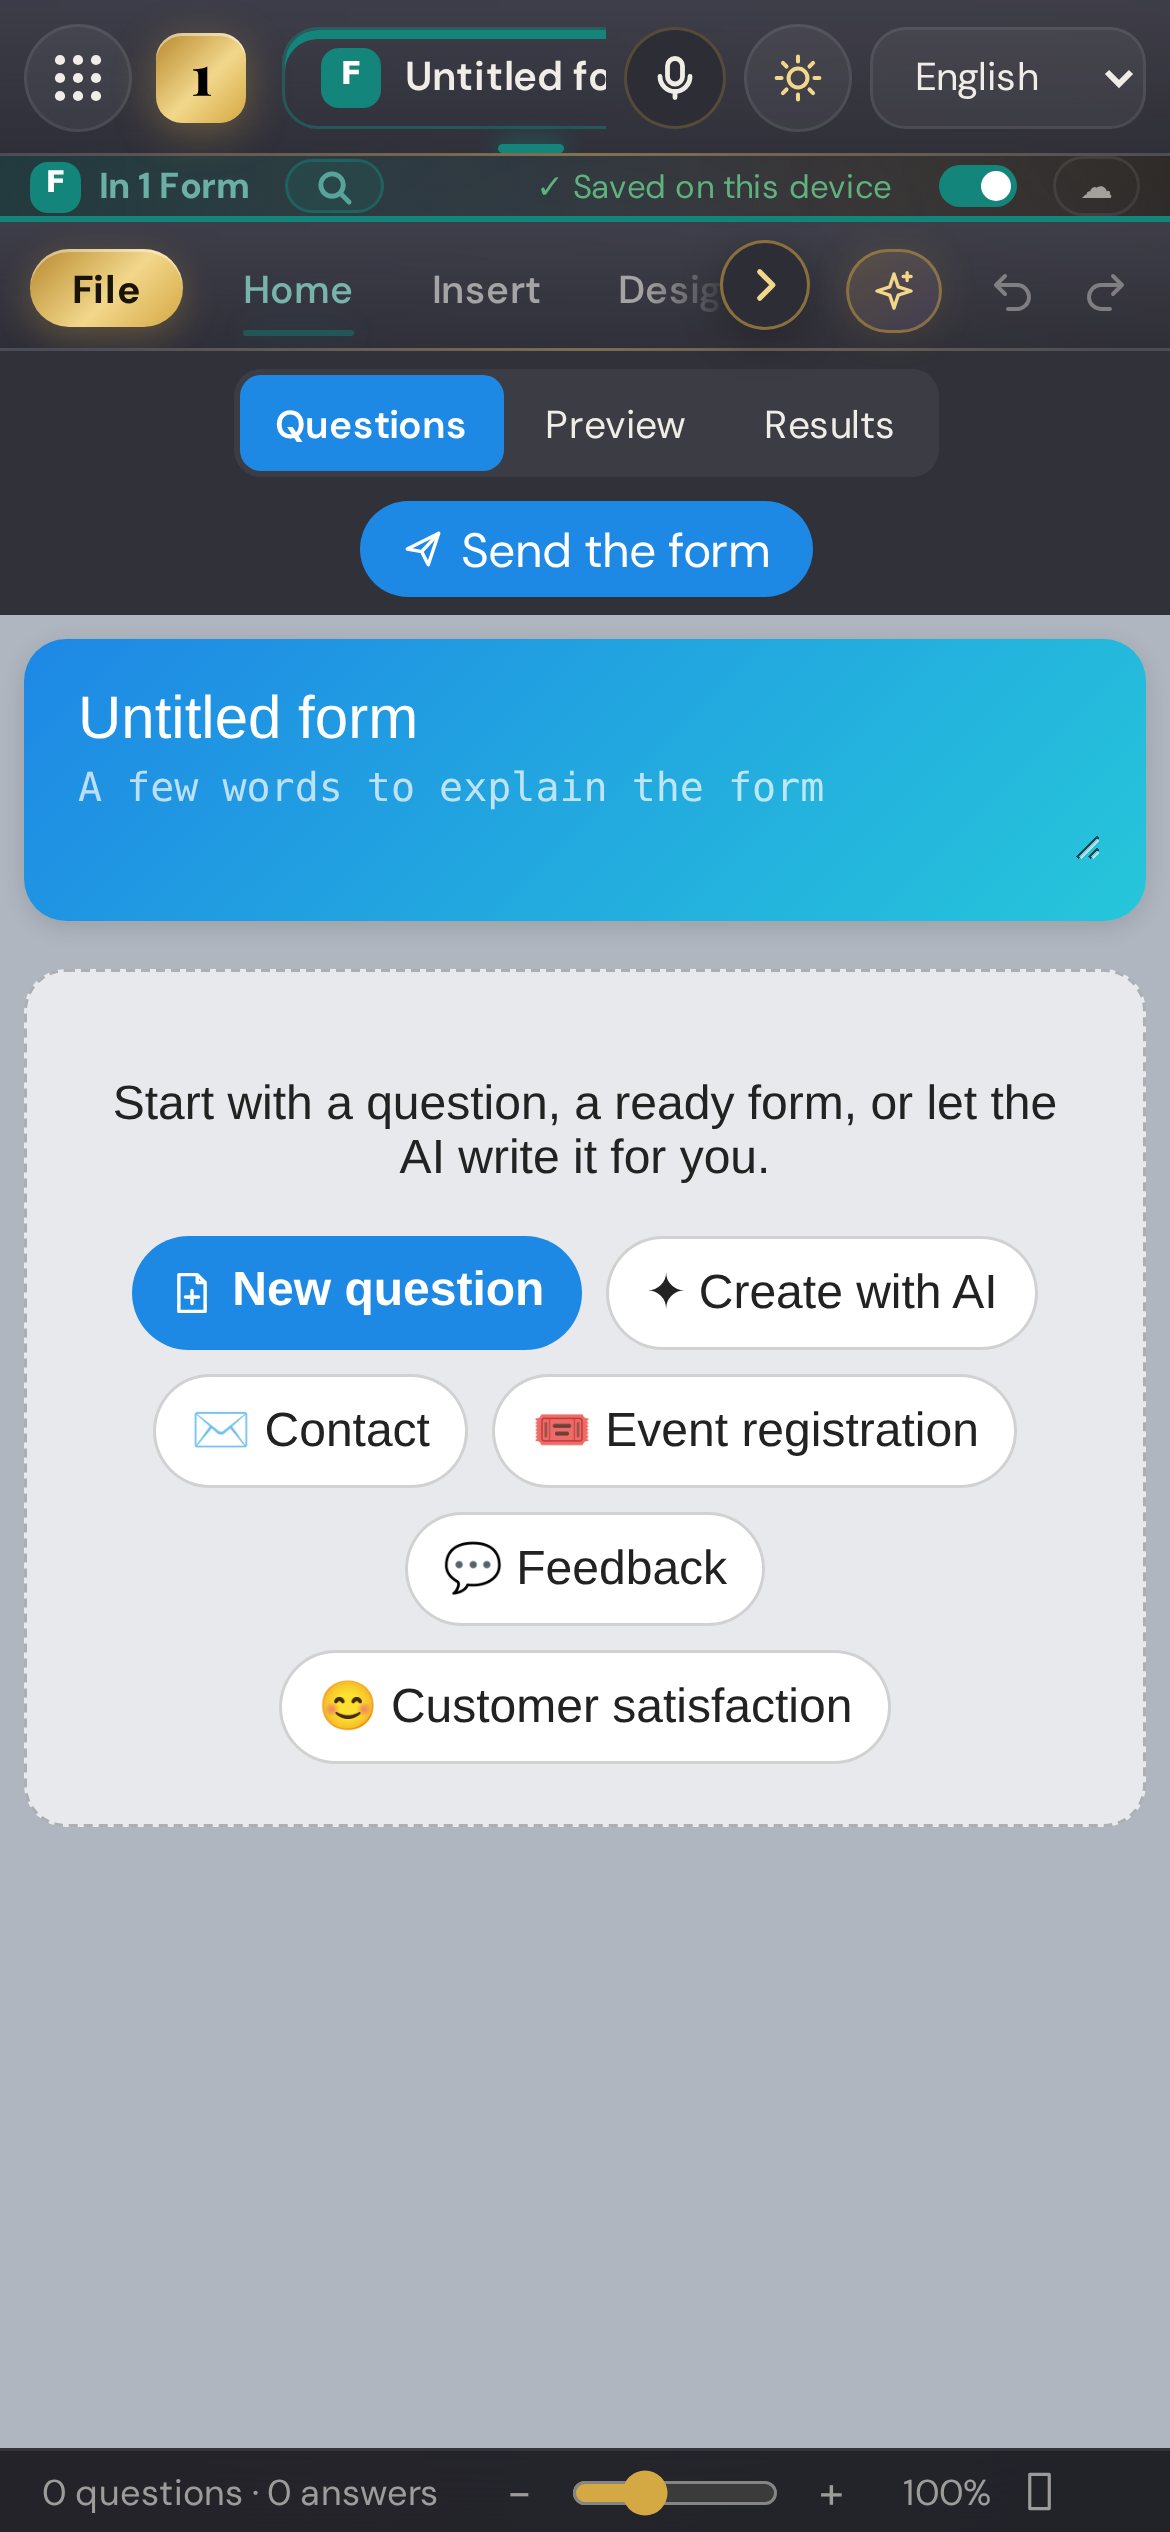 1
F Untitled fo
English
F In 1 Form
✓ Saved on this device
File Home Insert Desig
Questions Preview Results
Send the form
Untitled form
A few words to explain the form
Start with a question, a ready form, or let the
AI write it for you.
New question
✦ Create with AI
✉️ Contact
🎟️ Event registration
💬 Feedback
😊 Customer satisfaction
0 questions · 0 answers − + 100%